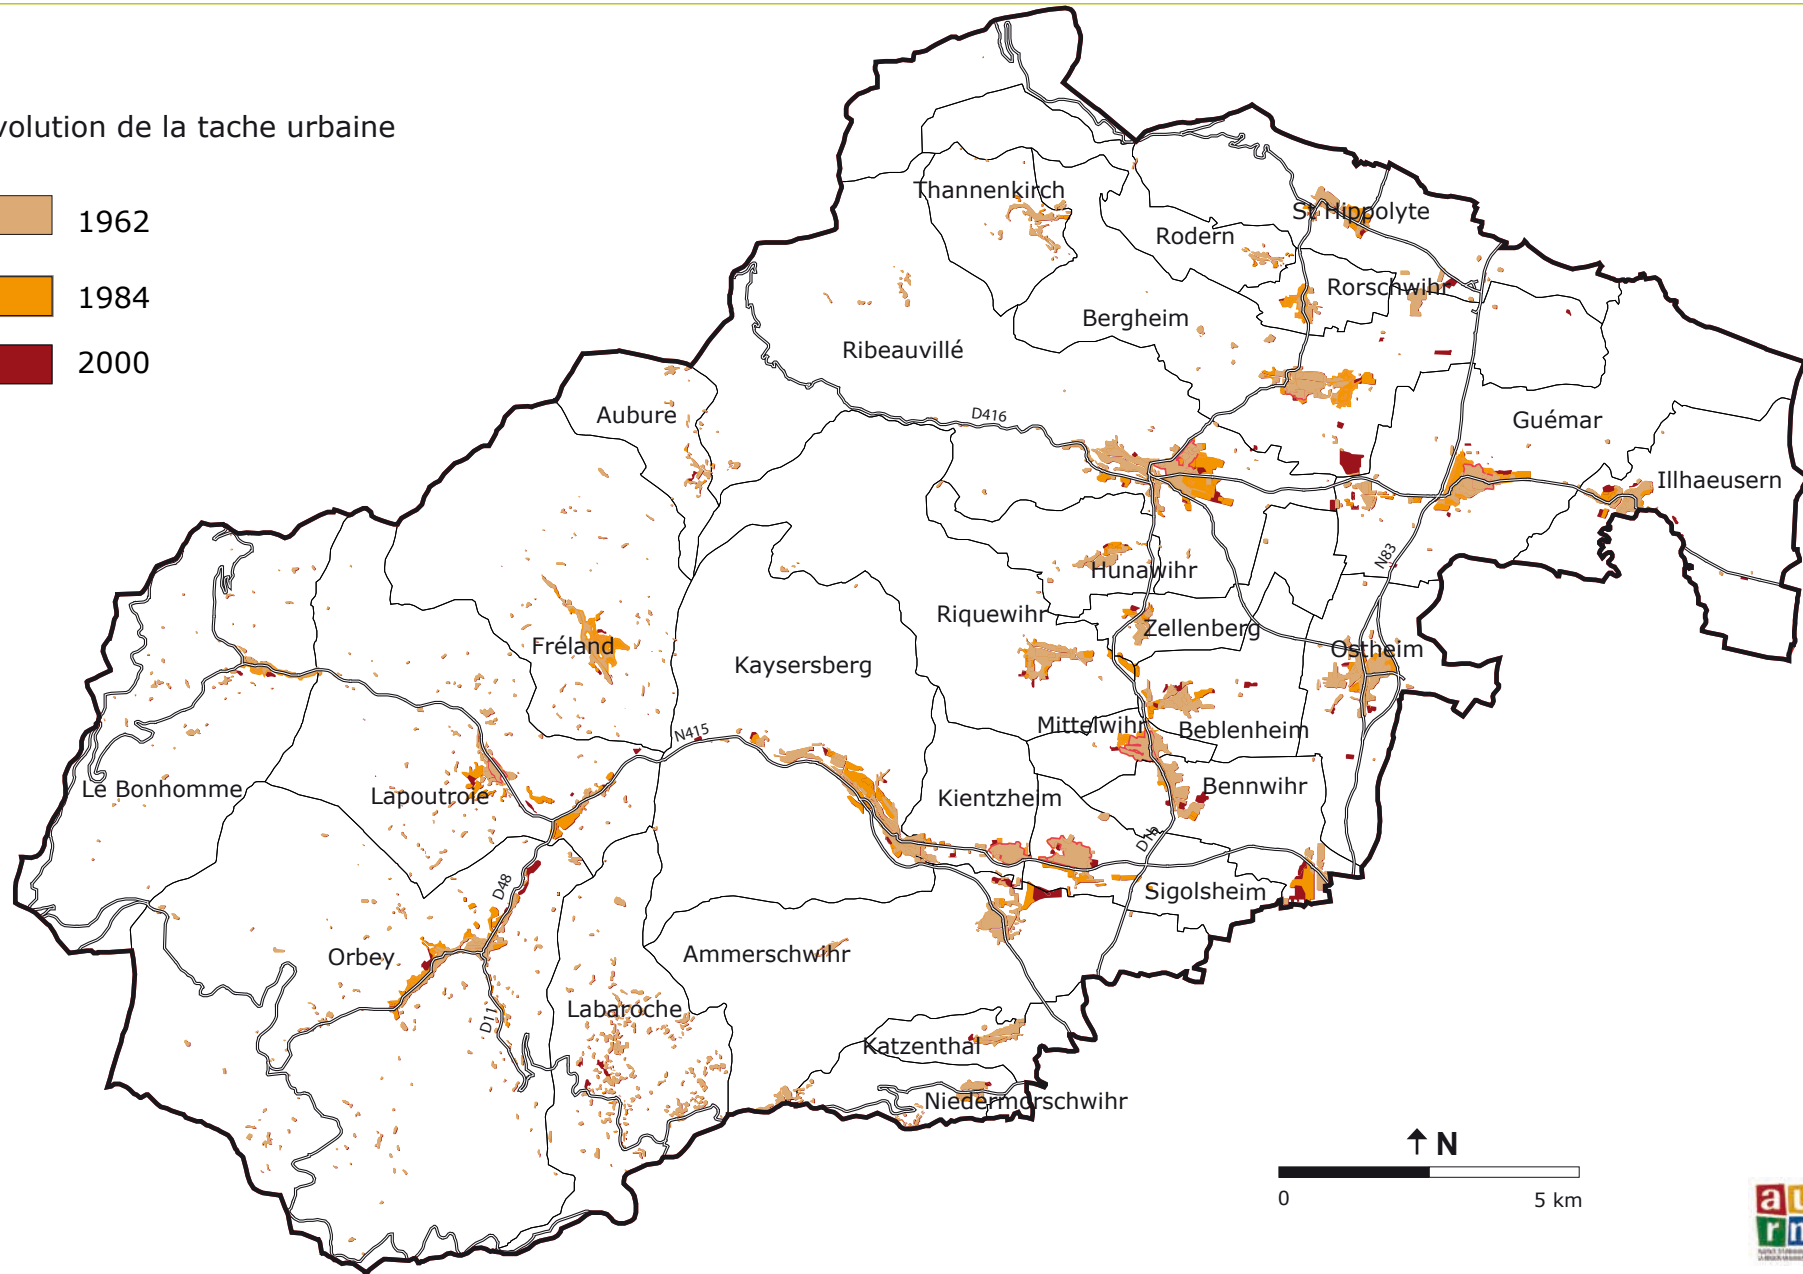 volution de la tache urbaine
1962
1984
2000
Thannenkirch
St Hippolyte
Rodern
Rorschwihr
Bergheim
Ribeauvillé
Aubure
D416
Guémar
Illhaeusern
N83
Hunawihr
Riquewihr
Zellenberg
Fréland
Ostheim
Kaysersberg
Mittelwihr
Beblenheim
N415
Le Bonhomme
Lapoutroie
Kientzheim
Bennwihr
D48
Sigolsheim
Orbey
Ammerschwihr
Labaroche
D11
Katzenthal
Niedermorschwihr
N
0 5 km